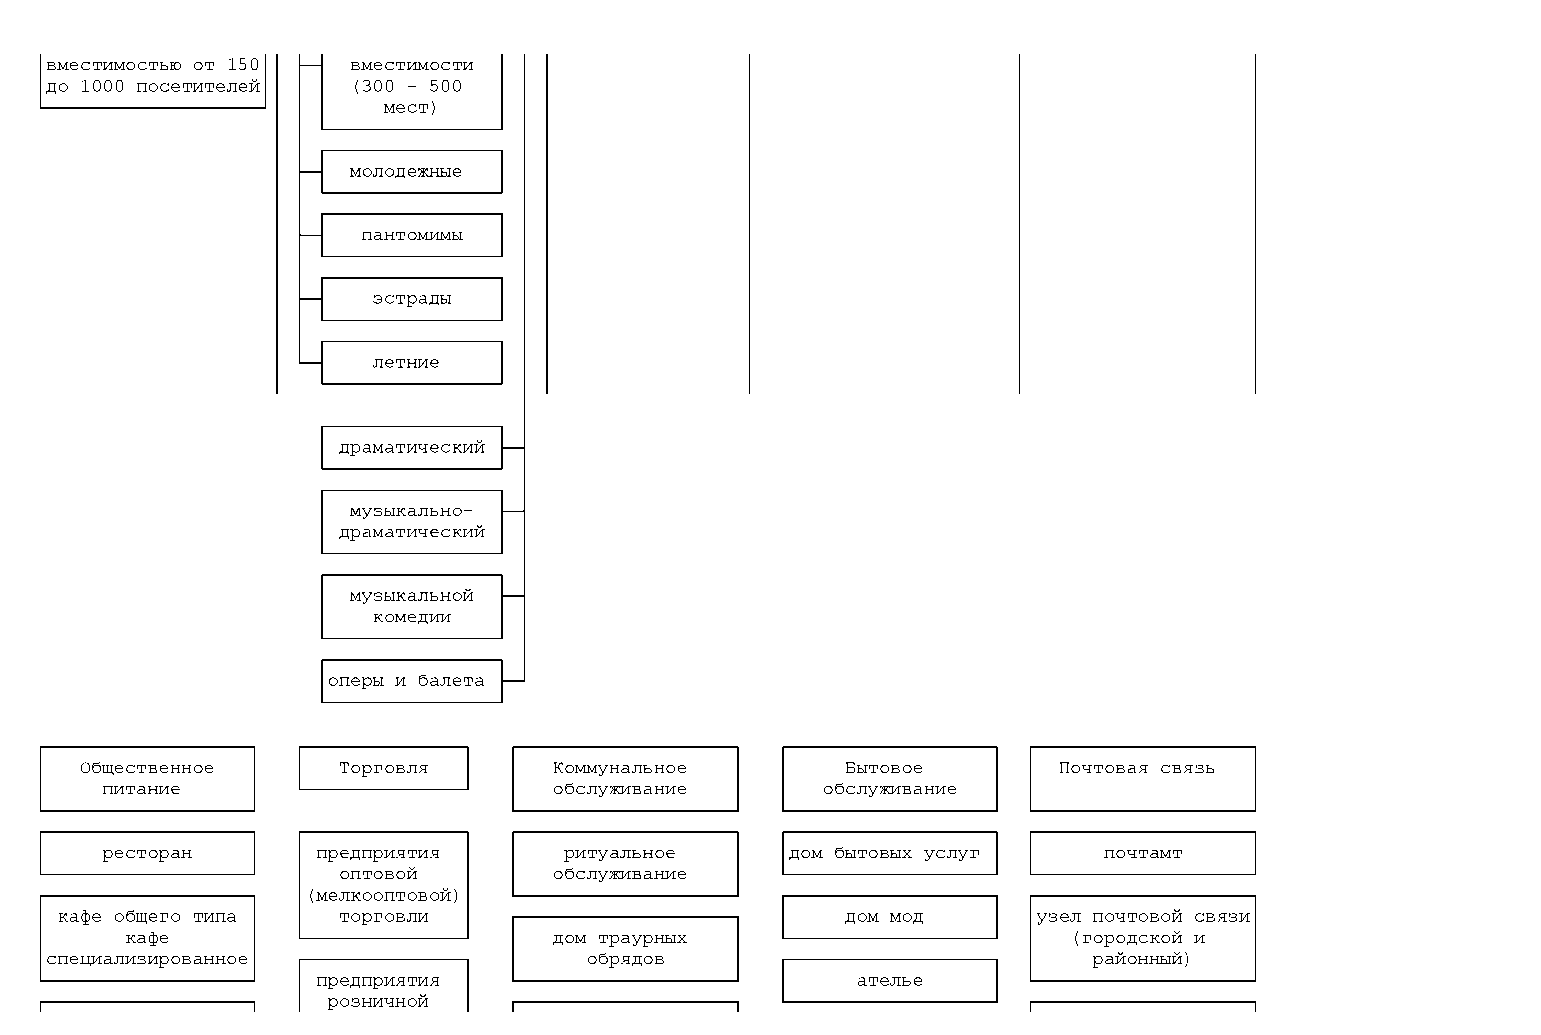 вместимостью от 150
до 1000 посетителей
вместимости
(300 - 500
мест)
молодежные
пантомимы
эстрады
летние
драматический
музыкально-
драматический
музыкальной
комедии
оперы и балета
Общественное
питание
Торговля
Коммунальное
обслуживание
Бытовое
обслуживание
Почтовая связь
ресторан
предприятия
оптовой
(мелкооптовой)
торговли
ритуальное
обслуживание
дом бытовых услуг
почтамт
кафе общего типа
кафе
специализированное
дом траурных
обрядов
дом мод
узел почтовой связи
(городской и
районный)
предприятия
розничной
ателье